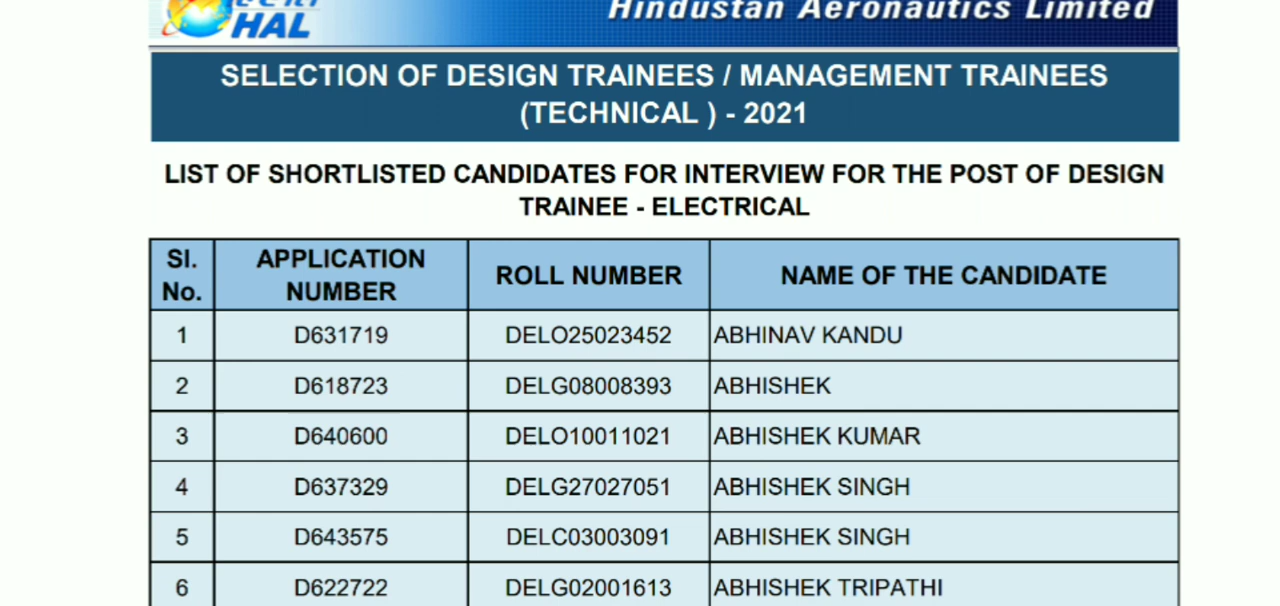 HAL
Hindustan Aeronautics Limited
SELECTION OF DESIGN TRAINEES / MANAGEMENT TRAINEES
(TECHNICAL ) - 2021
LIST OF SHORTLISTED CANDIDATES FOR INTERVIEW FOR THE POST OF DESIGN
TRAINEE - ELECTRICAL
Sl. No. APPLICATION NUMBER ROLL NUMBER NAME OF THE CANDIDATE
1 D631719 DELO25023452 ABHINAV KANDU
2 D618723 DELG08008393 ABHISHEK
3 D640600 DELO10011021 ABHISHEK KUMAR
4 D637329 DELG27027051 ABHISHEK SINGH
5 D643575 DELC03003091 ABHISHEK SINGH
6 D622722 DELG02001613 ABHISHEK TRIPATHI